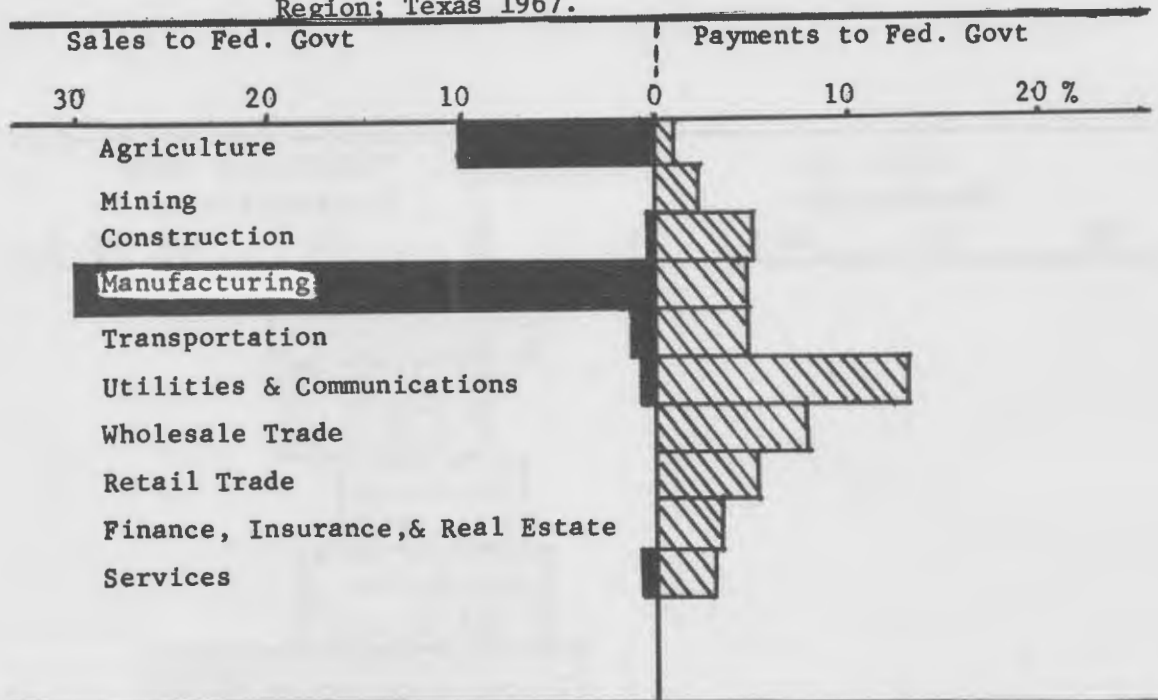 Region; Texas 1967.
Sales to Fed. Govt Payments to Fed. Govt
30 20 10 0 10 20 %
Agriculture
Mining
Construction
Manufacturing
Transportation
Utilities & Communications
Wholesale Trade
Retail Trade
Finance, Insurance,& Real Estate
Services